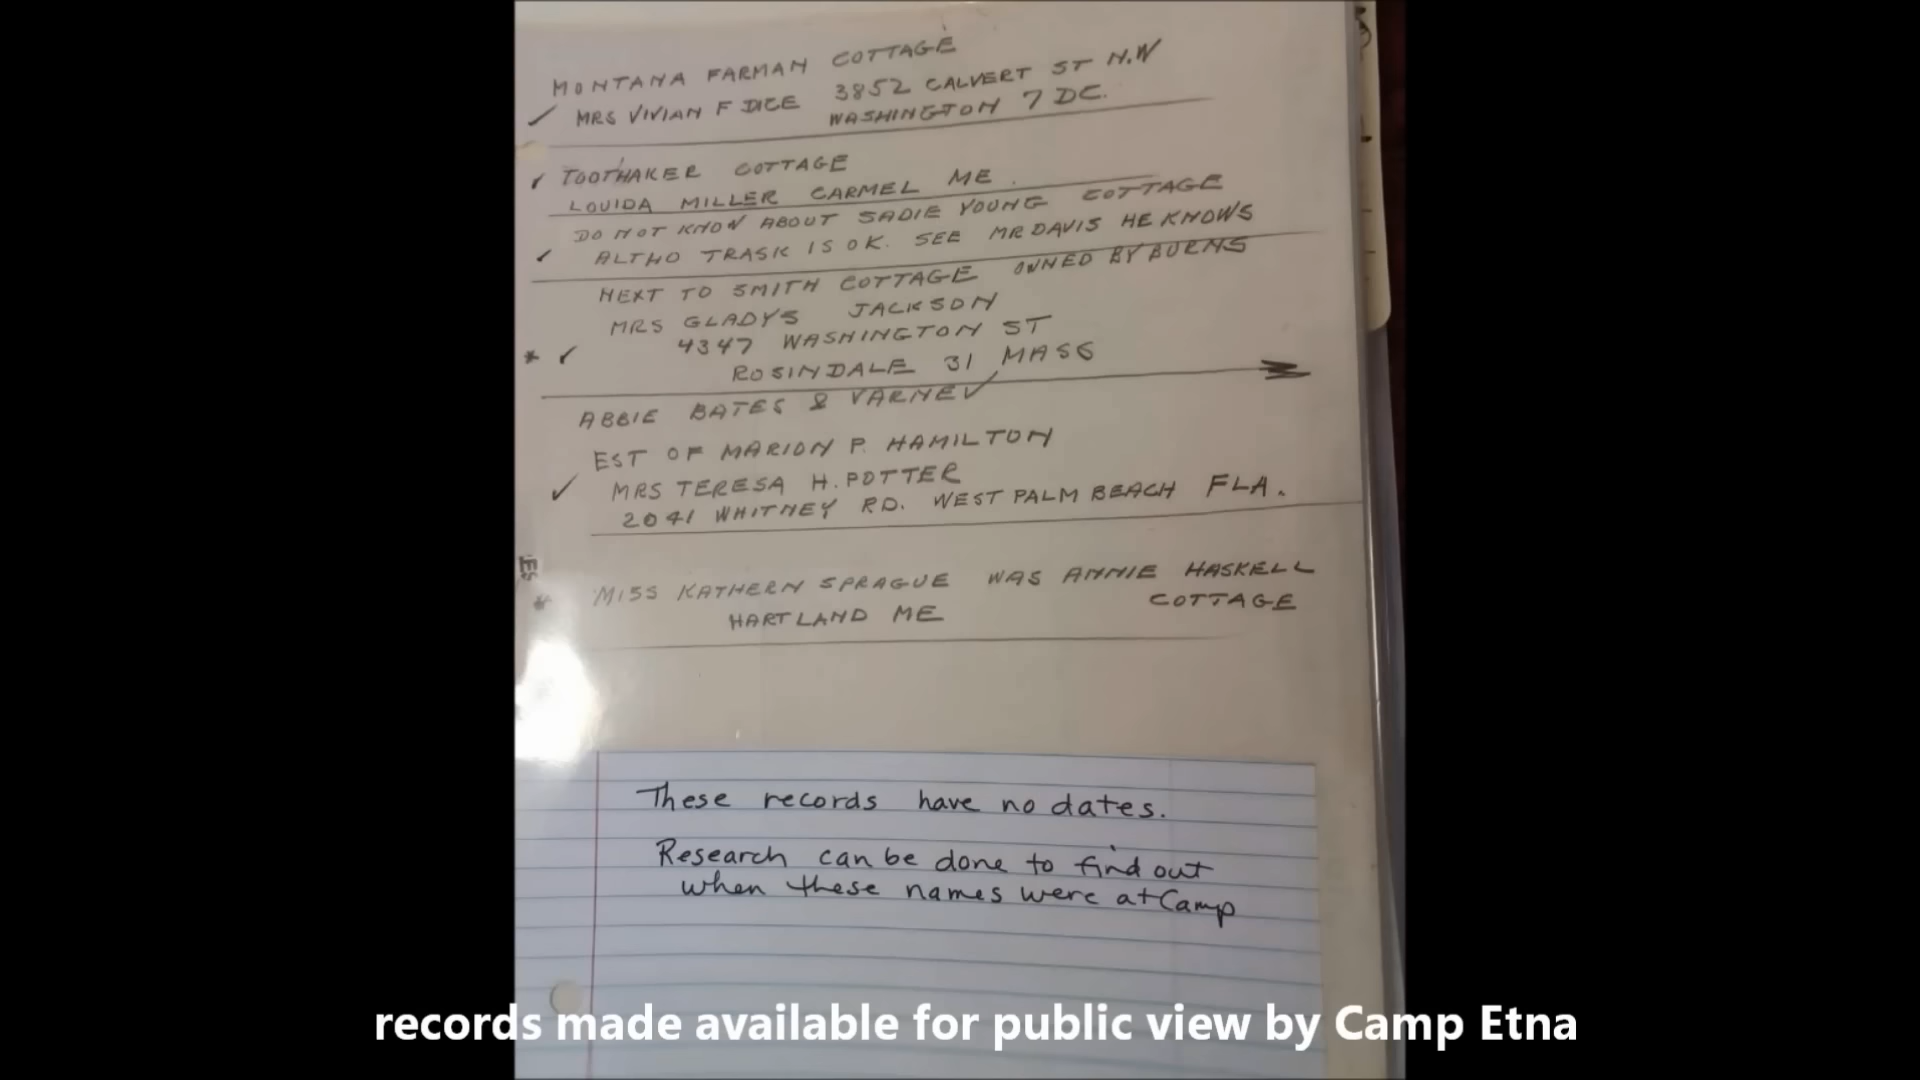 MONTANA FARMAN COTTAGE
✓ MRS VIVIAN F DICE 3852 CALVERT ST N.W
WASHINGTON 7 DC.
✓ TOOTHAKER COTTAGE
LOUIDA MILLER CARMEL ME.
DO NOT KNOW ABOUT SADIE YOUNG COTTAGE
✓ ALTHO TRASK IS OK. SEE MR DAVIS HE KNOWS
NEXT TO SMITH COTTAGE OWNED BY BURNS
MRS GLADYS JACKSON
* ✓ 4347 WASHINGTON ST
ROSINDALE 31 MASS
ABBIE BATES & VARNEY
EST OF MARION P. HAMILTON
✓ MRS TERESA H. POTTER
2041 WHITNEY RD. WEST PALM BEACH FLA.
* MISS KATHERN SPRAGUE WAS ANNIE HASKELL
HARTLAND ME COTTAGE
These records have no dates.
Research can be done to find out
when these names were at Camp
records made available for public view by Camp Etna